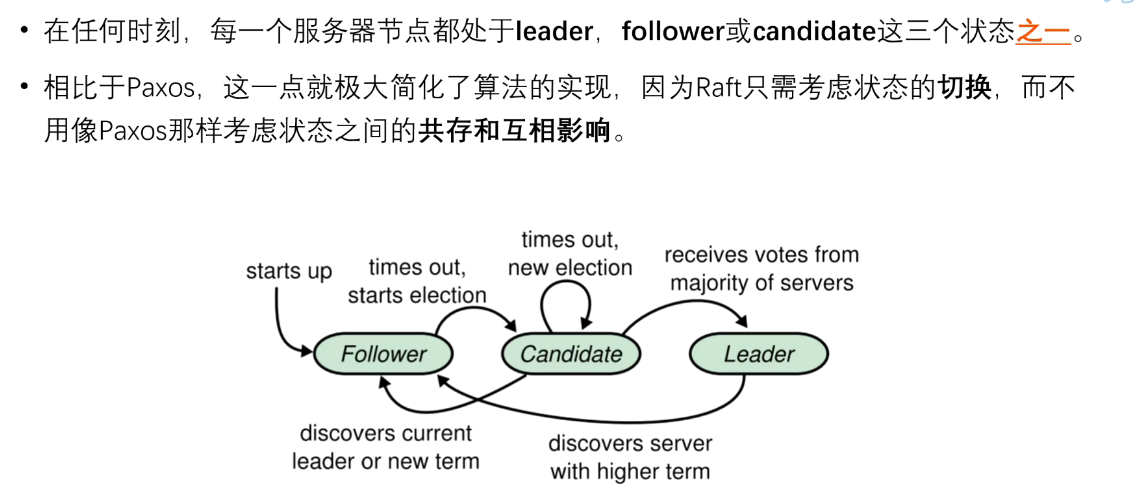 • 在任何时刻，每一个服务器节点都处于leader，follower或candidate这三个状态之一。
• 相比于Paxos，这一点就极大简化了算法的实现，因为Raft只需考虑状态的切换，而不
用像Paxos那样考虑状态之间的共存和互相影响。
starts up
times out,
starts election
times out,
new election
receives votes from
majority of servers
Follower
Candidate
Leader
discovers current
leader or new term
discovers server
with higher term